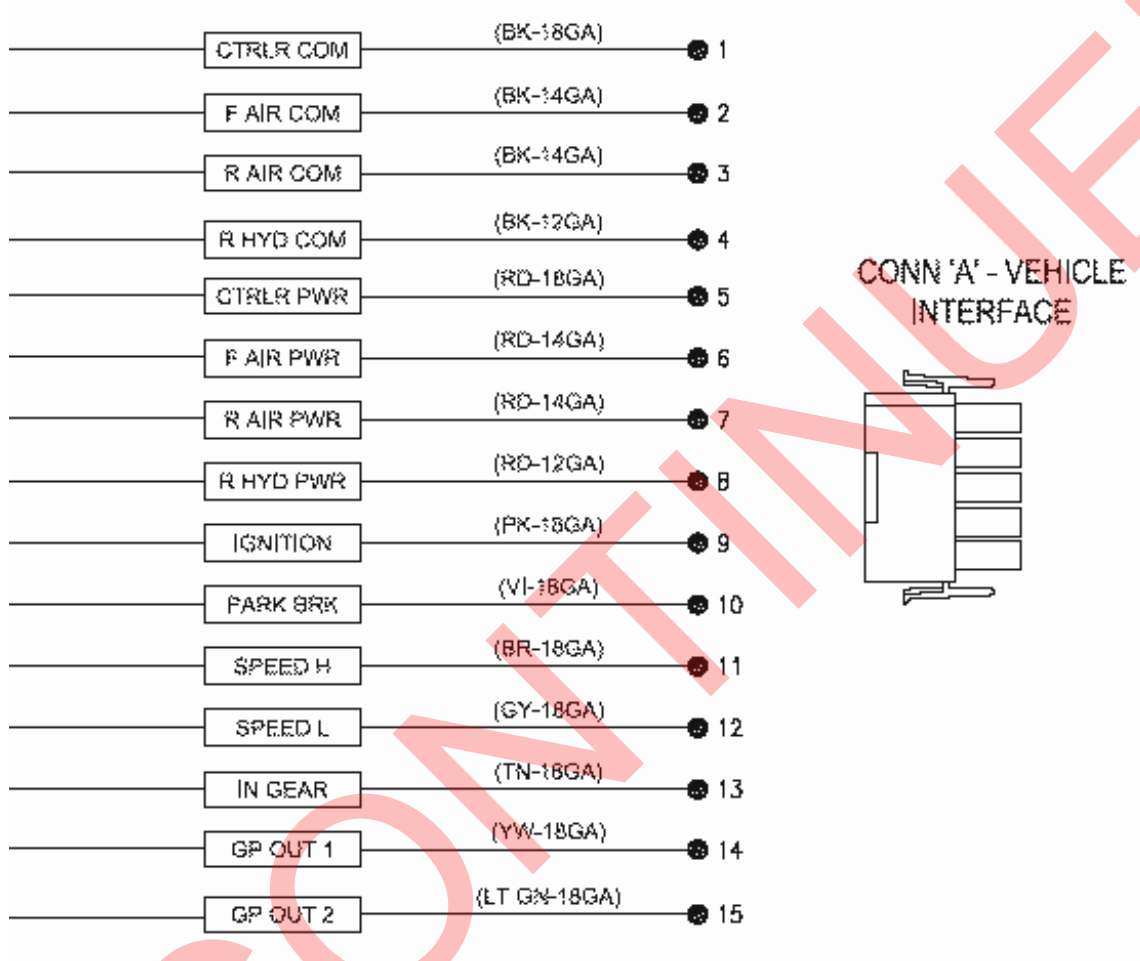 CTRLR COM (BK-18GA) 1
F AIR COM (BK-14GA) 2
R AIR COM (BK-14GA) 3
R HYD COM (BK-12GA) 4
CTRLR PWR (RD-18GA) 5
F AIR PWR (RD-14GA) 6
R AIR PWR (RD-14GA) 7
R HYD PWR (RD-12GA) 8
IGNITION (PK-18GA) 9
PARK BRK (VI-18GA) 10
SPEED H (BR-18GA) 11
SPEED L (GY-18GA) 12
IN GEAR (TN-18GA) 13
GP OUT 1 (YW-18GA) 14
GP OUT 2 (LT GN-18GA) 15
CONN 'A' - VEHICLE
INTERFACE
CONTINUE